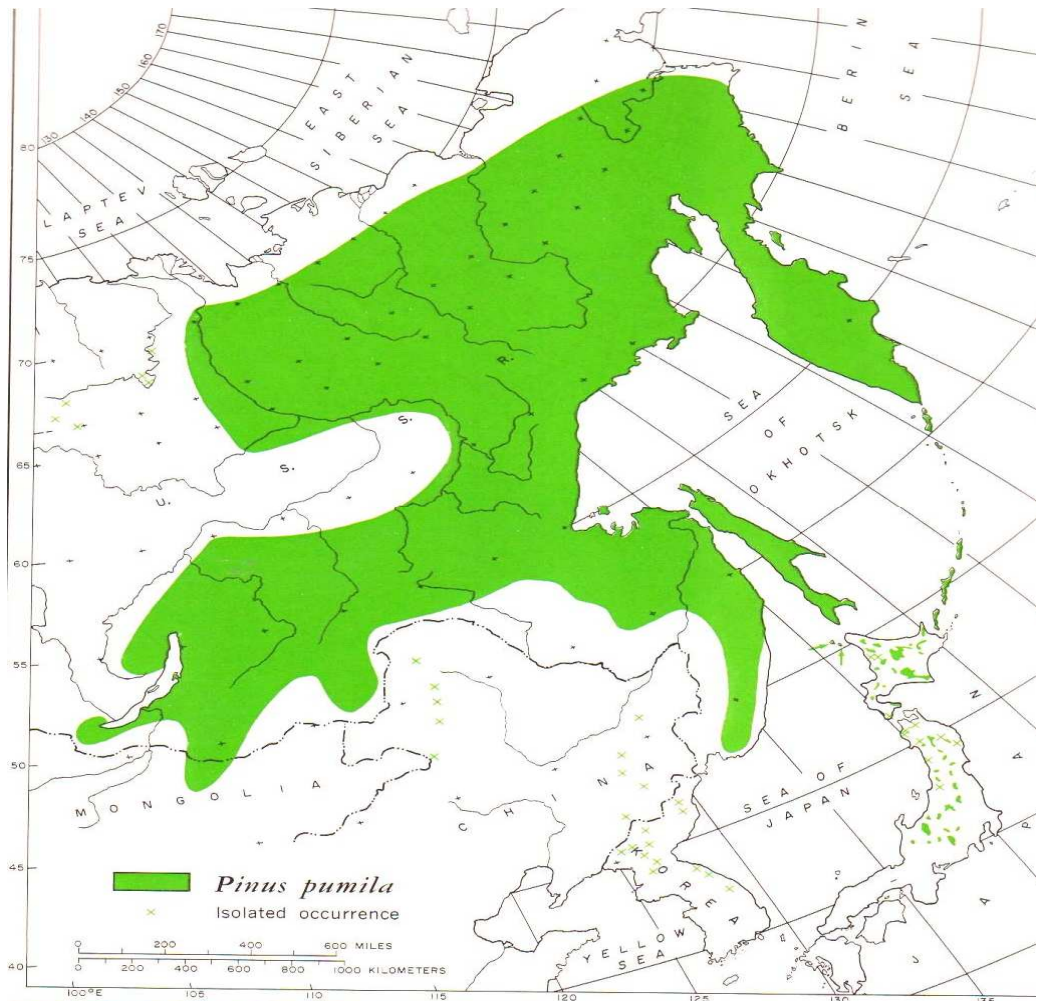 170
160
150
140
130
80
75
70
65
60
55
50
45
40
LAPTEV
SEA
EAST
SIBERIAN
SEA
BERIN
SEA
SEA
OF
OKHOTSK
U. S. S. R.
MONGOLIA
CHINA
KOREA
SEA OF
JAPAN
YELLOW
SEA
JAPAN
Pinus pumila
Isolated occurrence
0 200 400 600 MILES
0 200 400 600 800 1000 KILOMETERS
100°E 105 110 115 120 125 130 135